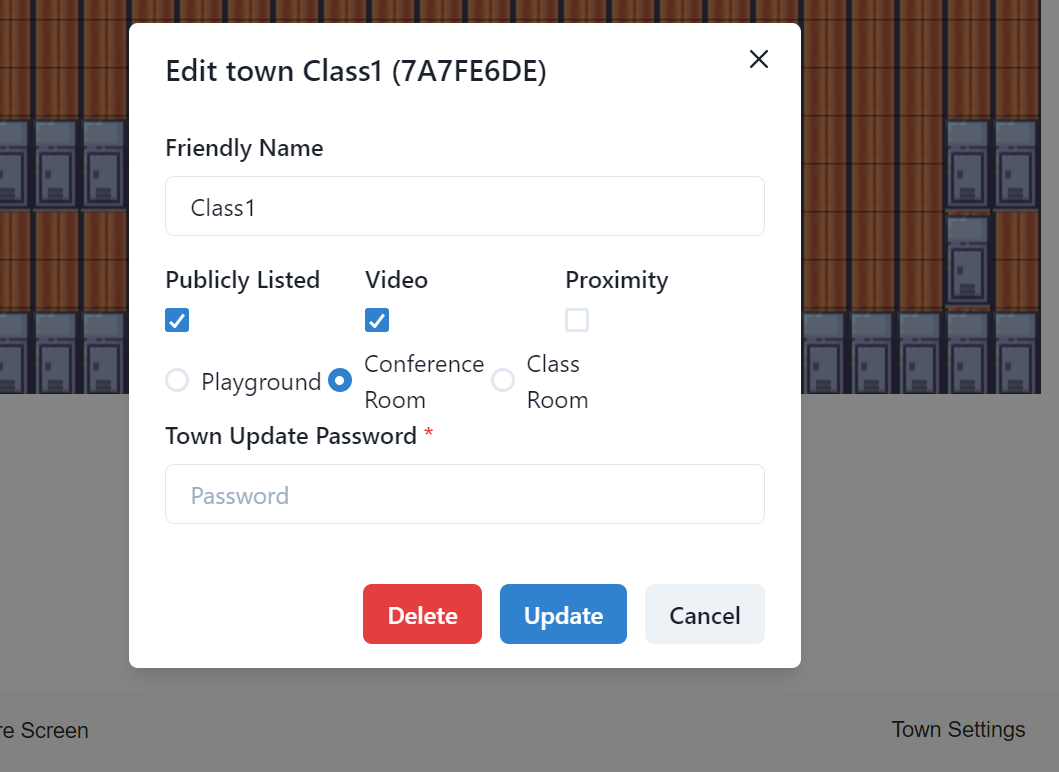 Edit town Class1 (7A7FE6DE)
Friendly Name
Class1
Publicly Listed Video Proximity
Playground Conference Room Class Room
Town Update Password *
Password
Delete Update Cancel
re Screen Town Settings